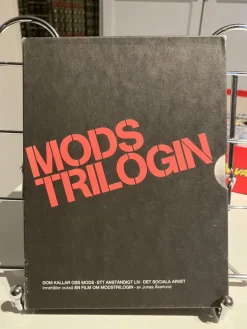 MODS
TRILOGIN
DOM KALLAR OSS MODS · ETT ANSTÄNDIGT LIV · DET SOCIALA ARVET
innehåller också EN FILM OM MODSTRILOGIN · av Jonas Åkerlund